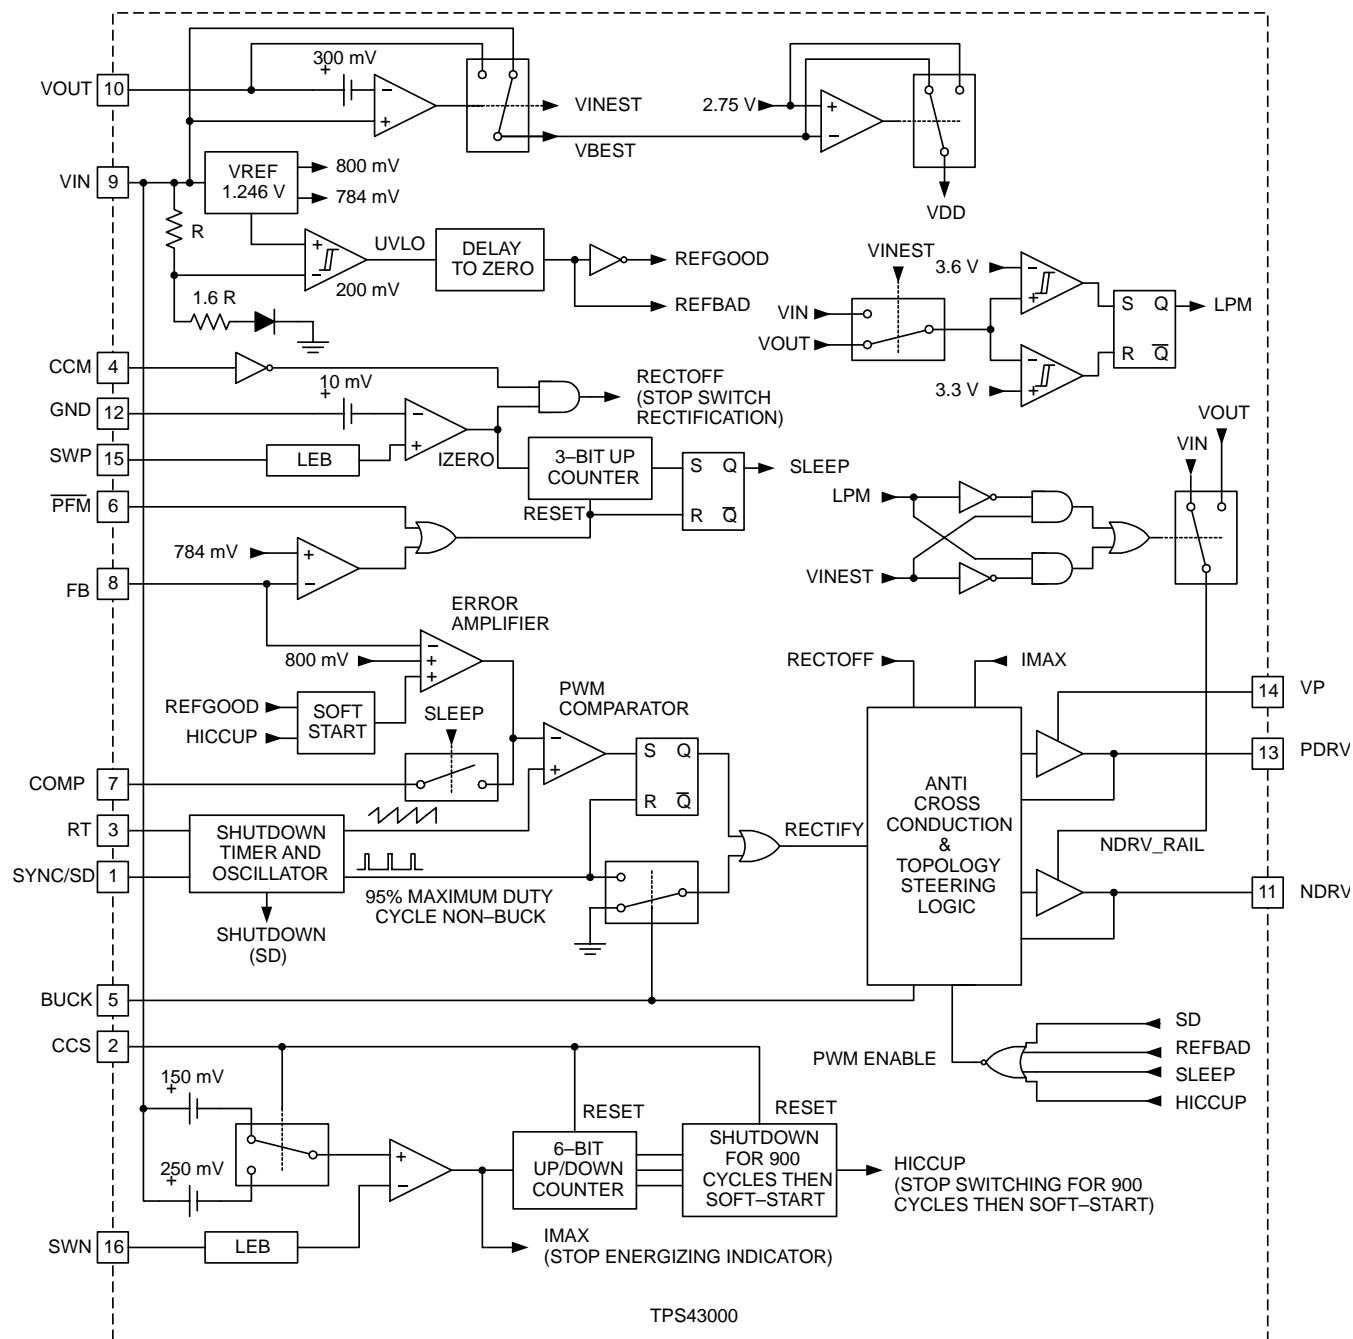 300 mV
+
VOUT 10
−
+
VINEST
VBEST
2.75 V
+
−
VDD
VIN 9
VREF
1.246 V
800 mV
784 mV
R
+
−
UVLO
200 mV
DELAY
TO ZERO
REFGOOD
REFBAD
1.6 R
VINEST
VIN
VOUT
3.6 V
−
+
3.3 V
−
+
S Q
R Q̅
LPM
CCM 4
10 mV
+
GND 12
−
+
SWP 15
LEB
IZERO
RECTOFF
(STOP SWITCH
RECTIFICATION)
3–BIT UP
COUNTER
RESET
S Q
R Q̅
SLEEP
P̅F̅M̅ 6
784 mV
+
−
FB 8
VOUT
VIN
LPM
VINEST
ERROR
AMPLIFIER
−
800 mV
+
+
REFGOOD
HICCUP
SOFT
START
SLEEP
PWM
COMPARATOR
−
+
S Q
R Q̅
COMP 7
RT 3
SYNC/SD 1
SHUTDOWN
TIMER AND
OSCILLATOR
SHUTDOWN
(SD)
95% MAXIMUM DUTY
CYCLE NON–BUCK
RECTIFY
RECTOFF
IMAX
ANTI
CROSS
CONDUCTION
&
TOPOLOGY
STEERING
LOGIC
14 VP
13 PDRV
NDRV_RAIL
11 NDRV
BUCK 5
PWM ENABLE
SD
REFBAD
SLEEP
HICCUP
CCS 2
150 mV
+
250 mV
+
+
−
RESET
6–BIT
UP/DOWN
COUNTER
RESET
SHUTDOWN
FOR 900
CYCLES THEN
SOFT–START
HICCUP
(STOP SWITCHING FOR 900
CYCLES THEN SOFT–START)
SWN 16
LEB
IMAX
(STOP ENERGIZING INDICATOR)
TPS43000